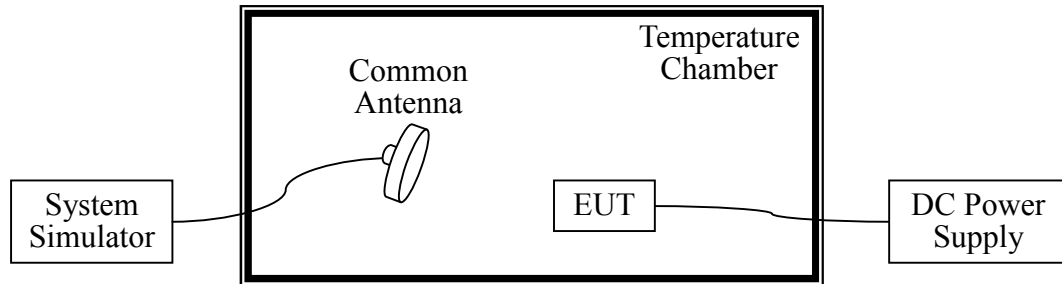 Temperature
Chamber
Common
Antenna
System
Simulator
EUT
DC Power
Supply